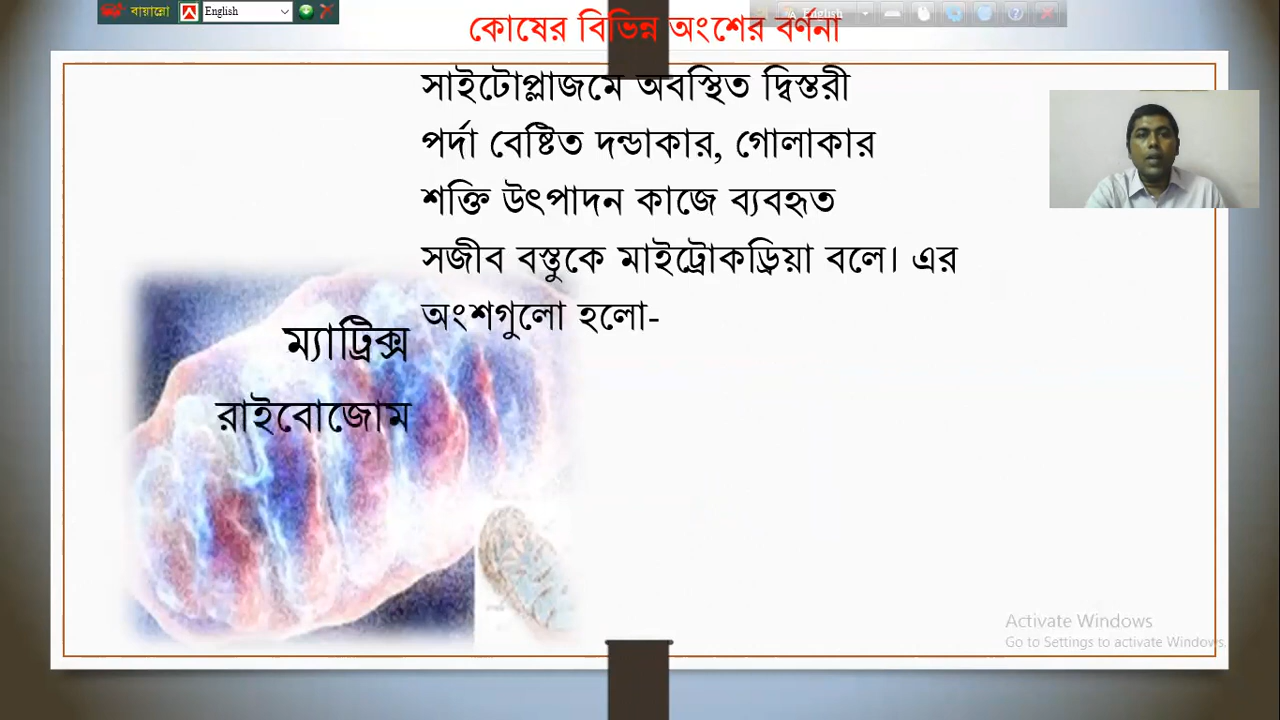 বায়ান্নো English
English
কোষের বিভিন্ন অংশের বর্ণনা
সাইটোপ্লাজমে অবস্থিত দ্বিস্তরী
পর্দা বেষ্টিত দন্ডাকার, গোলাকার
শক্তি উৎপাদন কাজে ব্যবহৃত
সজীব বস্তুকে মাইট্রোকড্রিয়া বলে। এর
অংশগুলো হলো-
ম্যাট্রিক্স
রাইবোজোম
Activate Windows
Go to Settings to activate Windows.